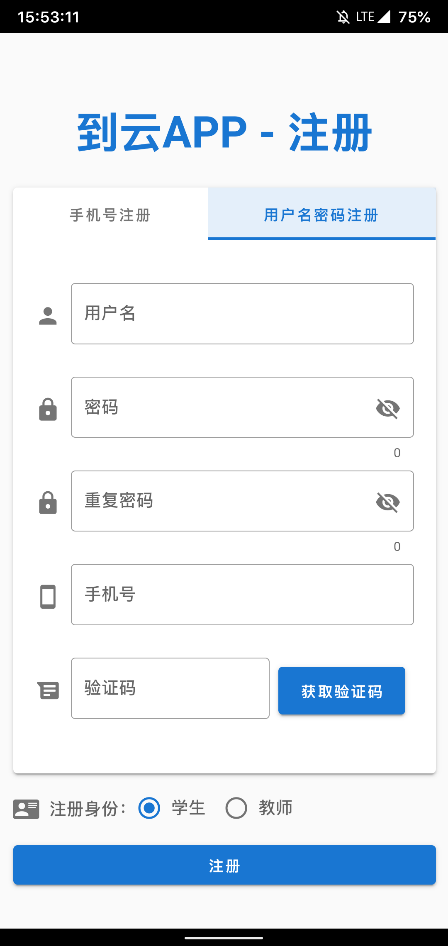 15:53:11 LTE 75%
到云APP - 注册
手机号注册 用户名密码注册
用户名
密码
0
重复密码
0
手机号
验证码 获取验证码
注册身份: 学生 教师
注册